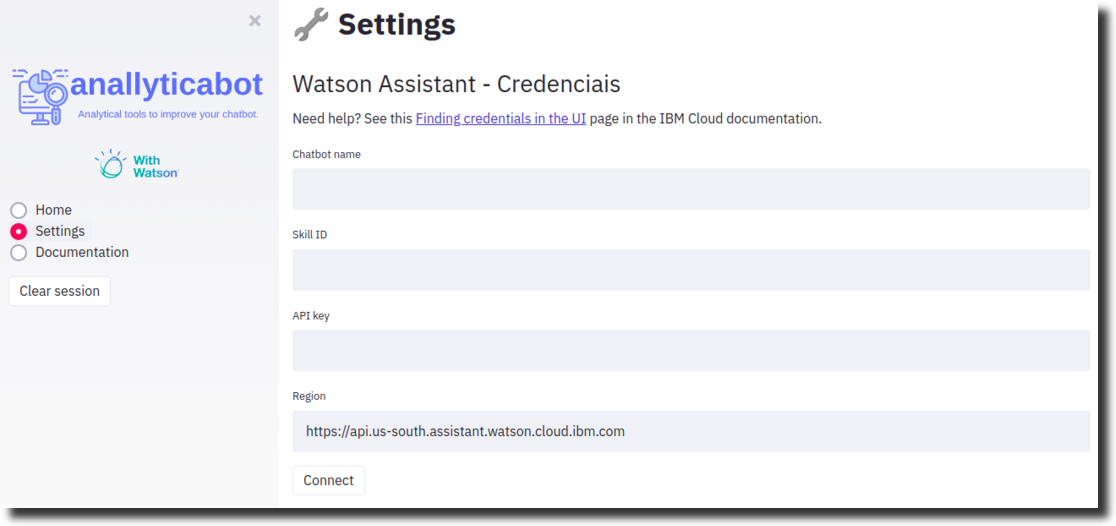 anallyticabot
Analytical tools to improve your chatbot.
With
Watson
Home
Settings
Documentation
Clear session
Settings
Watson Assistant - Credenciais
Need help? See this Finding credentials in the UI page in the IBM Cloud documentation.
Chatbot name
Skill ID
API key
Region
https://api.us-south.assistant.watson.cloud.ibm.com
Connect